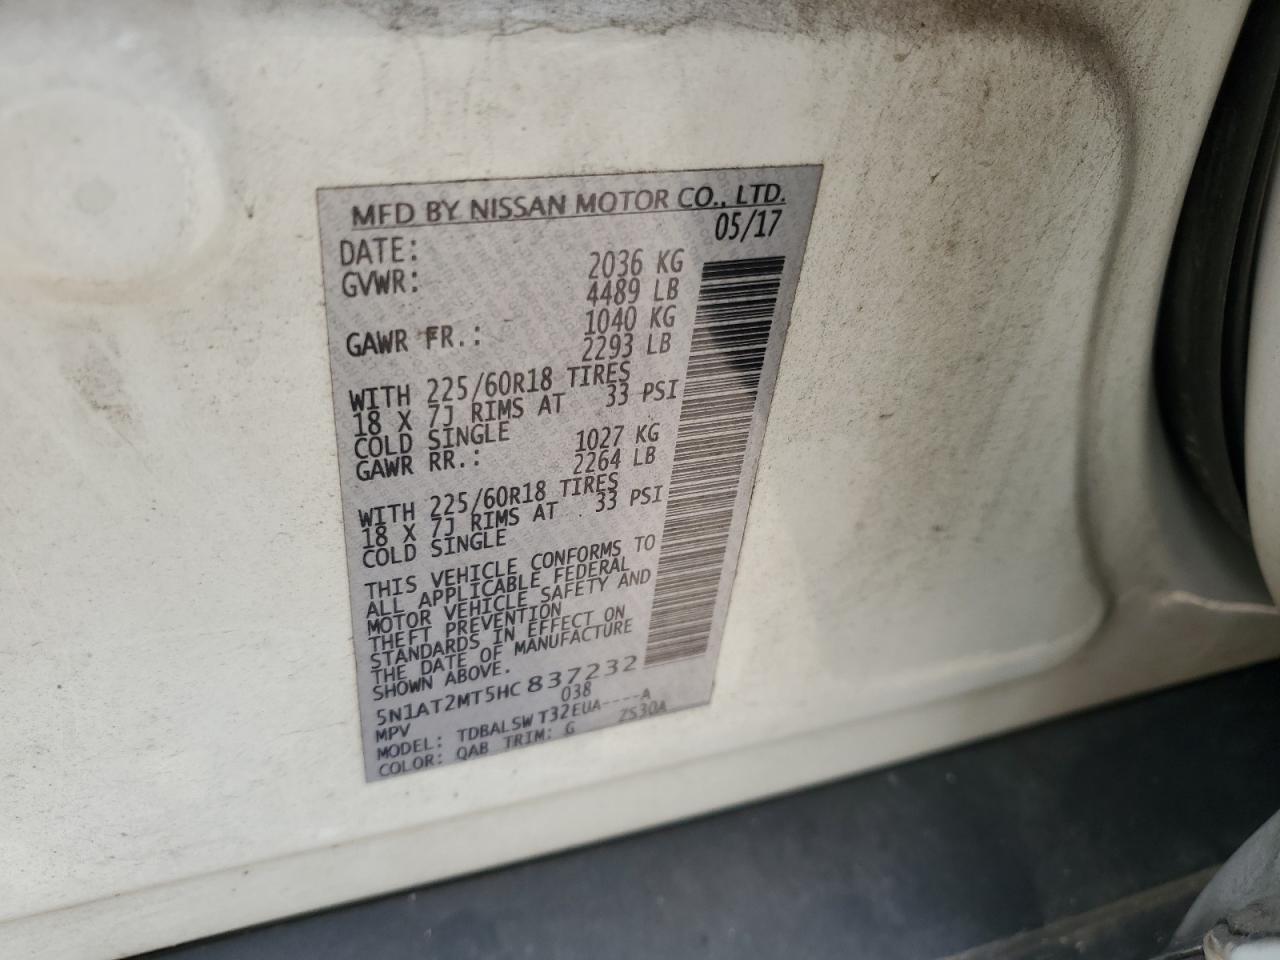 MFD BY NISSAN MOTOR CO., LTD.
DATE: 05/17
GVWR: 2036 KG
4489 LB
GAWR FR.: 1040 KG
2293 LB
WITH 225/60R18 TIRES
18 X 7J RIMS AT 33 PSI
COLD SINGLE
GAWR RR.: 1027 KG
2264 LB
WITH 225/60R18 TIRES
18 X 7J RIMS AT 33 PSI
COLD SINGLE
THIS VEHICLE CONFORMS TO
ALL APPLICABLE FEDERAL
MOTOR VEHICLE SAFETY AND
THEFT PREVENTION
STANDARDS IN EFFECT ON
THE DATE OF MANUFACTURE
SHOWN ABOVE.
5N1AT2MT5HC837232
MPV 038
MODEL: TDBALSW T32EUA----A
COLOR: QAB TRIM: G ZS30A